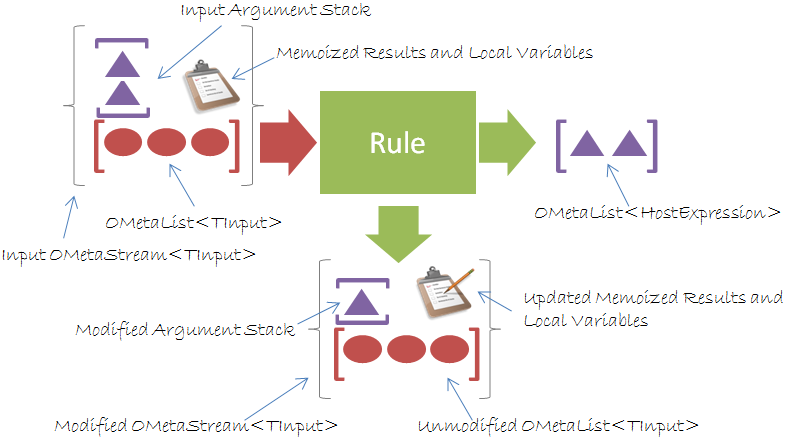 Input Argument Stack
Memoized Results and Local Variables
Rule
OMetaList<TInput>
OMetaList<HostExpression>
Input OMetaStream<TInput>
Updated Memoized Results and
Local Variables
Modified Argument Stack
Modified OMetaStream<TInput>
Unmodified OMetaList<TInput>